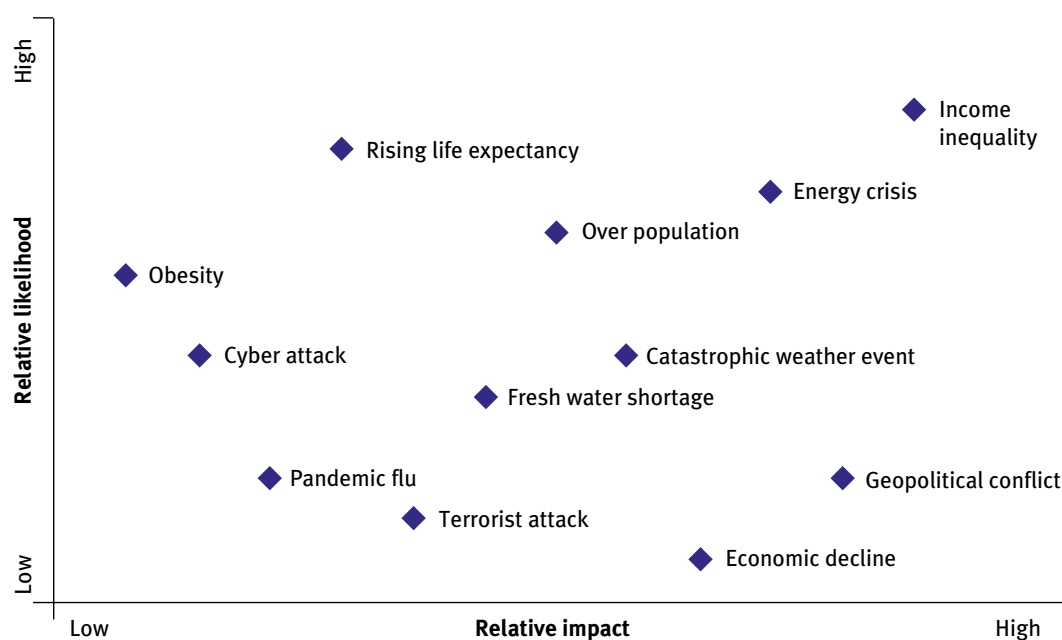 High
Income
inequality
Rising life expectancy
Energy crisis
Over population
Relative likelihood
Obesity
Cyber attack
Catastrophic weather event
Fresh water shortage
Pandemic flu
Geopolitical conflict
Terrorist attack
Economic decline
Low
Low
Relative impact
High